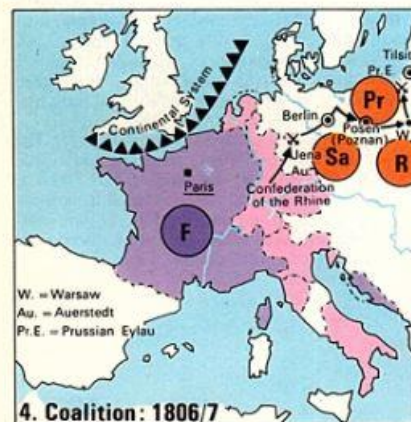 Tilsit
Pr.E.
Continental System
Pr
Berlin
Posen
(Poznan)
W.
Jena
Au.
Sa
R
Confederation
of the Rhine
Paris
F
W. = Warsaw
Au. = Auerstedt
Pr.E. = Prussian Eylau
4. Coalition: 1806/7